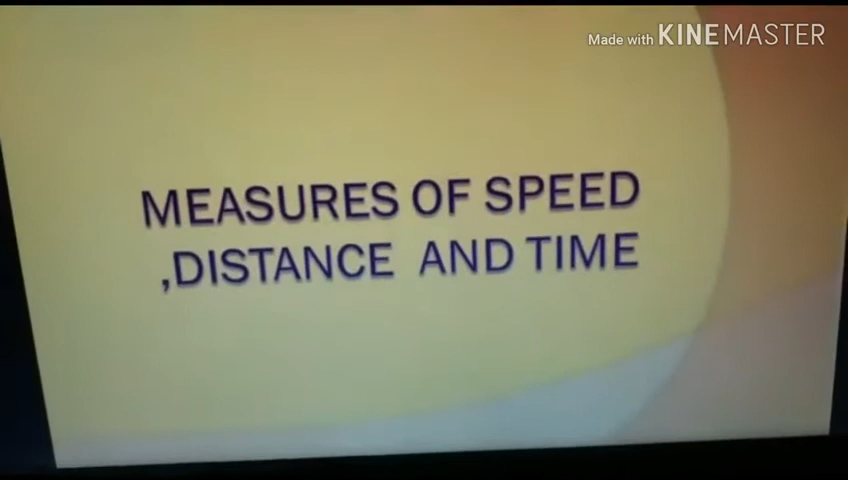 Made with KINEMASTER
MEASURES OF SPEED
,DISTANCE AND TIME